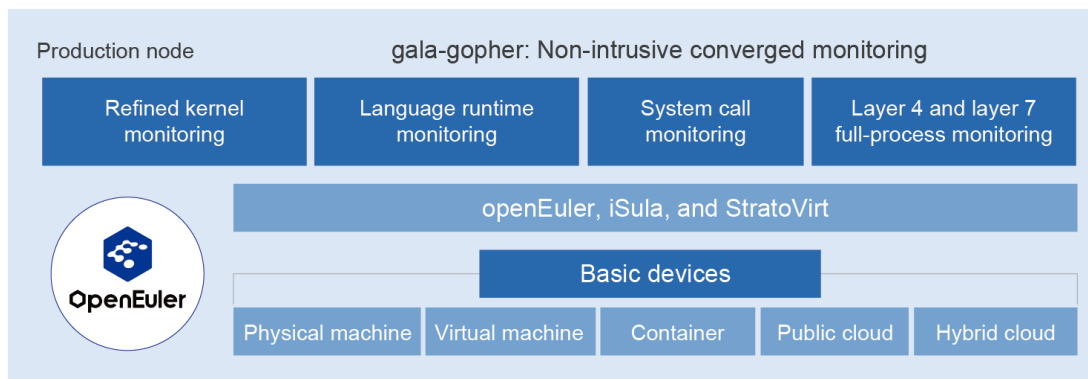 Production node
gala-gopher: Non-intrusive converged monitoring
Refined kernel
monitoring
Language runtime
monitoring
System call
monitoring
Layer 4 and layer 7
full-process monitoring
openEuler, iSula, and StratoVirt
OpenEuler
Basic devices
Physical machine
Virtual machine
Container
Public cloud
Hybrid cloud